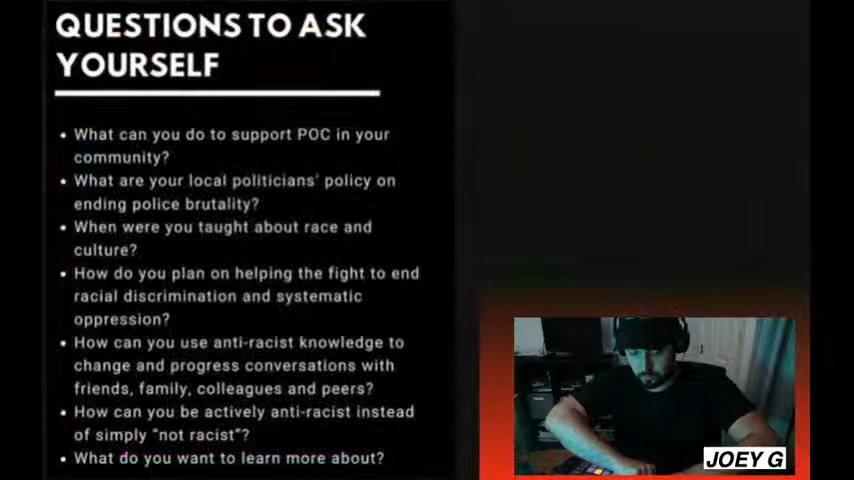 QUESTIONS TO ASK
YOURSELF
• What can you do to support POC in your
community?
• What are your local politicians' policy on
ending police brutality?
• When were you taught about race and
culture?
• How do you plan on helping the fight to end
racial discrimination and systematic
oppression?
• How can you use anti-racist knowledge to
change and progress conversations with
friends, family, colleagues and peers?
• How can you be actively anti-racist instead
of simply "not racist"?
• What do you want to learn more about?
JOEY G